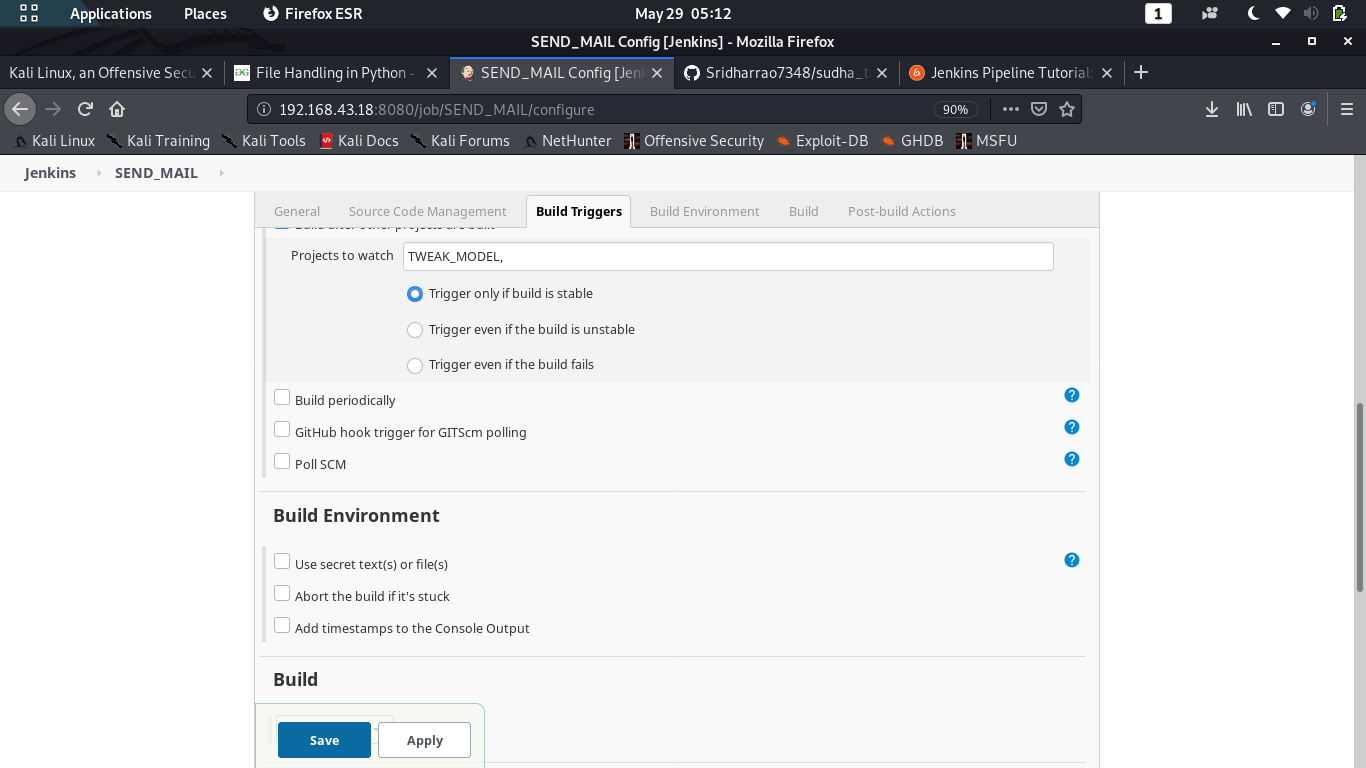 Applications Places Firefox ESR May 29 05:12 1
SEND_MAIL Config [Jenkins] - Mozilla Firefox
Kali Linux, an Offensive Secu File Handling in Python - SEND_MAIL Config [Jenk Sridharrao7348/sudha_t Jenkins Pipeline Tutorial:
192.168.43.18:8080/job/SEND_MAIL/configure 90%
Kali Linux Kali Training Kali Tools Kali Docs Kali Forums NetHunter Offensive Security Exploit-DB GHDB MSFU
Jenkins SEND_MAIL
General Source Code Management Build Triggers Build Environment Build Post-build Actions
Build after other projects are built
Projects to watch TWEAK_MODEL,
Trigger only if build is stable
Trigger even if the build is unstable
Trigger even if the build fails
Build periodically
GitHub hook trigger for GITScm polling
Poll SCM
Build Environment
Use secret text(s) or file(s)
Abort the build if it's stuck
Add timestamps to the Console Output
Build
Save Apply